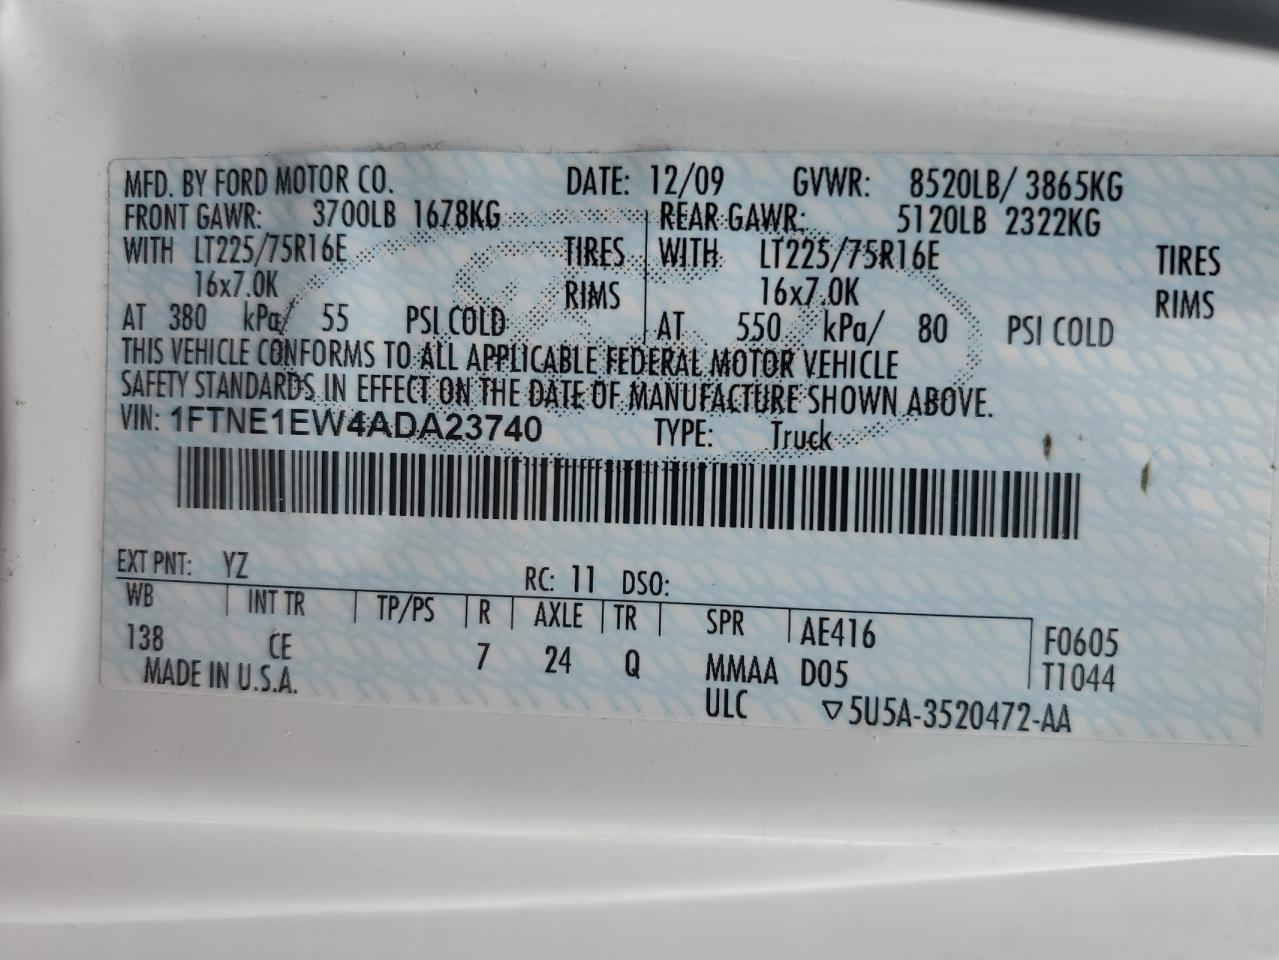 MFD. BY FORD MOTOR CO. DATE: 12/09 GVWR: 8520LB/ 3865KG
FRONT GAWR: 3700LB 1678KG REAR GAWR: 5120LB 2322KG
WITH LT225/75R16E TIRES WITH LT225/75R16E TIRES
16x7.0K RIMS 16x7.0K RIMS
AT 380 kPa/ 55 PSI COLD AT 550 kPa/ 80 PSI COLD
THIS VEHICLE CONFORMS TO ALL APPLICABLE FEDERAL MOTOR VEHICLE
SAFETY STANDARDS IN EFFECT ON THE DATE OF MANUFACTURE SHOWN ABOVE.
VIN: 1FTNE1EW4ADA23740 TYPE: Truck
EXT PNT: YZ RC: 11 DSO:
WB INT TR TP/PS R AXLE TR SPR AE416 F0605
138 CE 7 24 Q MMAA D05 T1044
MADE IN U.S.A. ULC ▽5U5A-3520472-AA